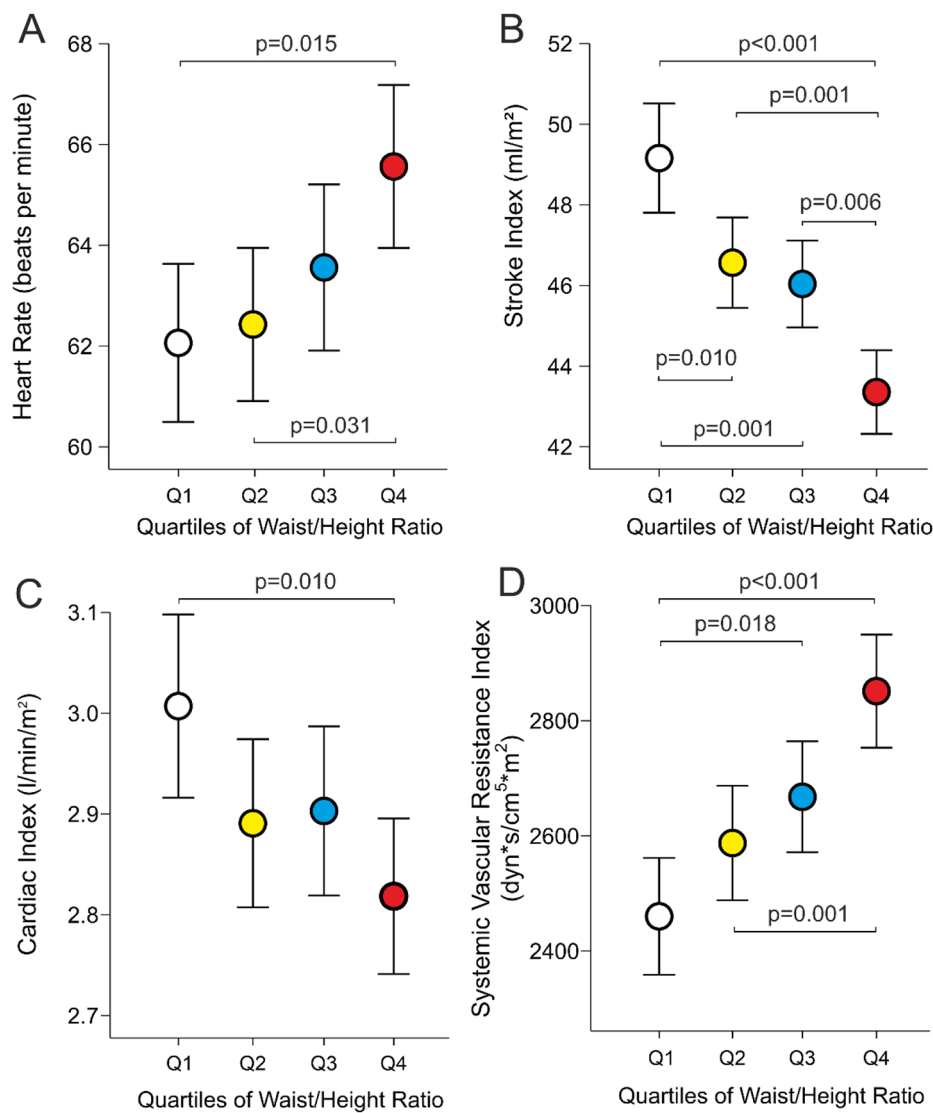 A
68
66
64
62
60
Heart Rate (beats per minute)
p=0.015
p=0.031
Q1 Q2 Q3 Q4
Quartiles of Waist/Height Ratio
B
52
50
48
46
44
42
Stroke Index (ml/m²)
p<0.001
p=0.001
p=0.006
p=0.010
p=0.001
Q1 Q2 Q3 Q4
Quartiles of Waist/Height Ratio
C
3.1
3.0
2.9
2.8
2.7
Cardiac Index (l/min/m²)
p=0.010
Q1 Q2 Q3 Q4
Quartiles of Waist/Height Ratio
D
3000
2800
2600
2400
Systemic Vascular Resistance Index
(dyn*s/cm⁵*m²)
p<0.001
p=0.018
p=0.001
Q1 Q2 Q3 Q4
Quartiles of Waist/Height Ratio